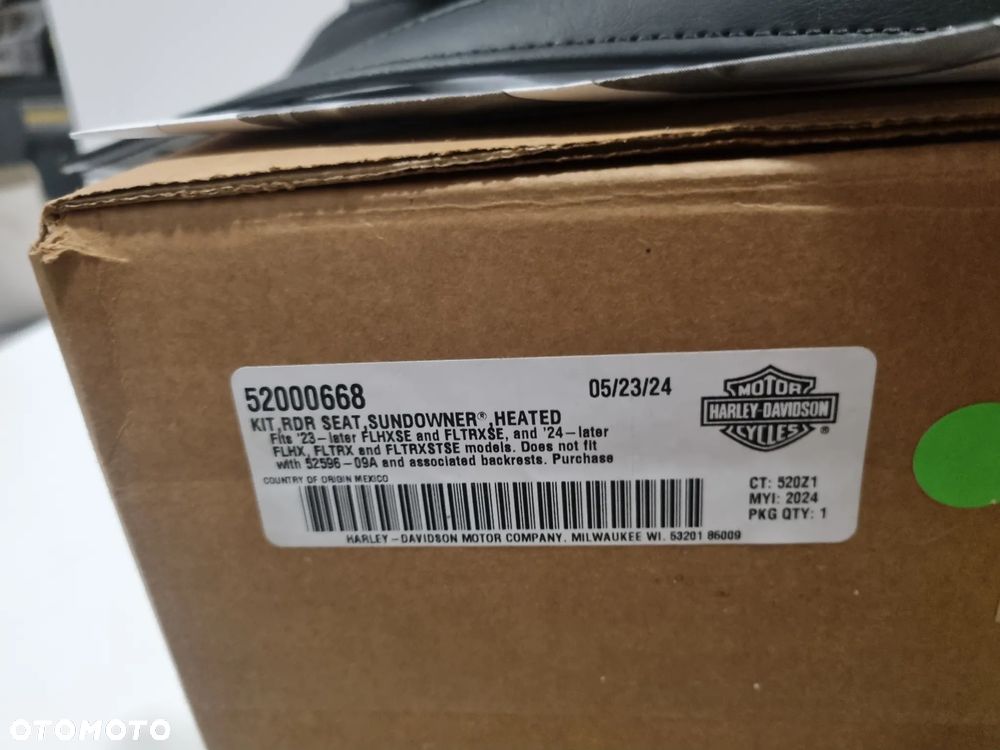 52000668
05/23/24
KIT,RDR SEAT,SUNDOWNER®,HEATED
Fits '23-later FLHXSE and FLTRXSE, and '24-later
FLHX, FLTRX and FLTRXSTSE models. Does not fit
with 52596-09A and associated backrests. Purchase
COUNTRY OF ORIGIN MEXICO
MOTOR
HARLEY-DAVIDSON
CYCLES®
CT: 520Z1
MYI: 2024
PKG QTY: 1
HARLEY-DAVIDSON MOTOR COMPANY, MILWAUKEE WI. 53201 86009
OTOMOTO